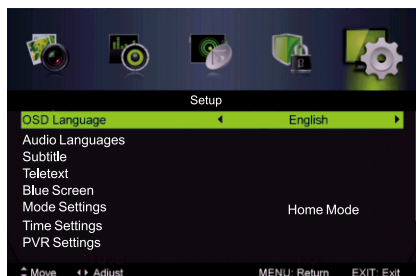 Setup
OSD Language English
Audio Languages
Subtitle
Teletext
Blue Screen
Mode Settings Home Mode
Time Settings
PVR Settings
Move Adjust MENU: Return EXIT: Exit